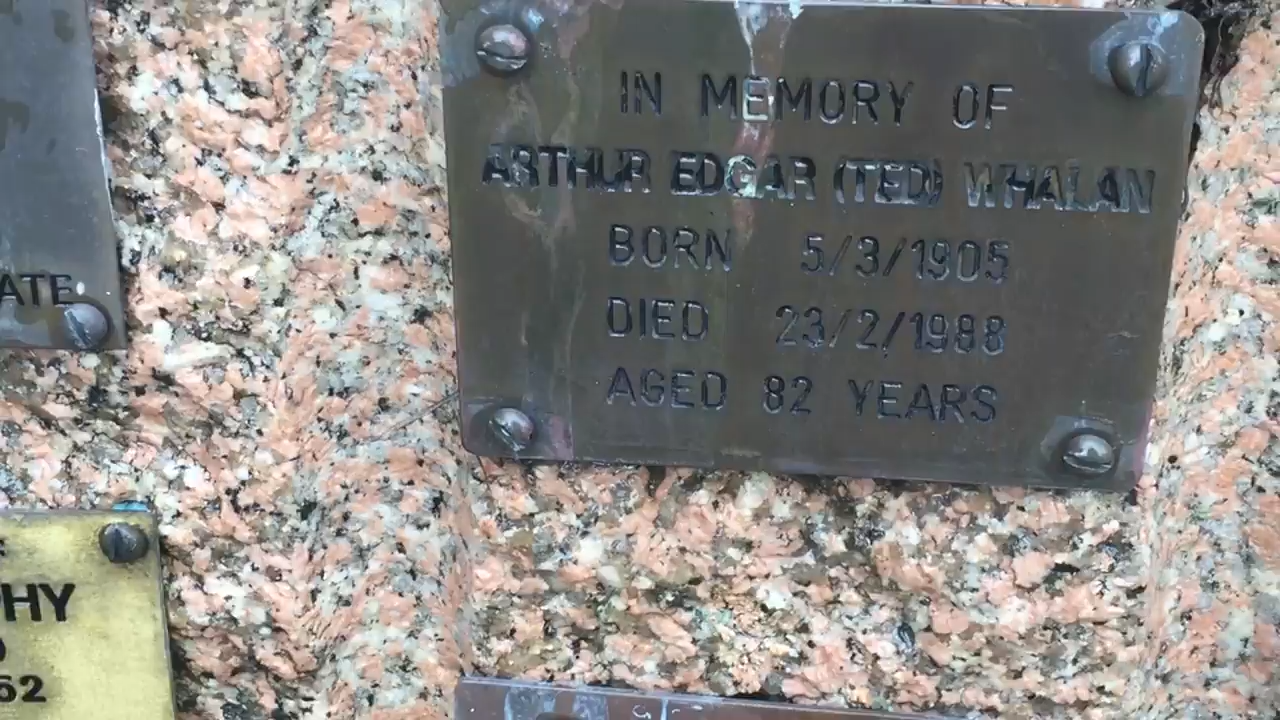 IN MEMORY OF
ARTHUR EDGAR (TED) WHALAN
BORN 5/3/1905
DIED 23/2/1988
AGED 82 YEARS
ATE
HY
62